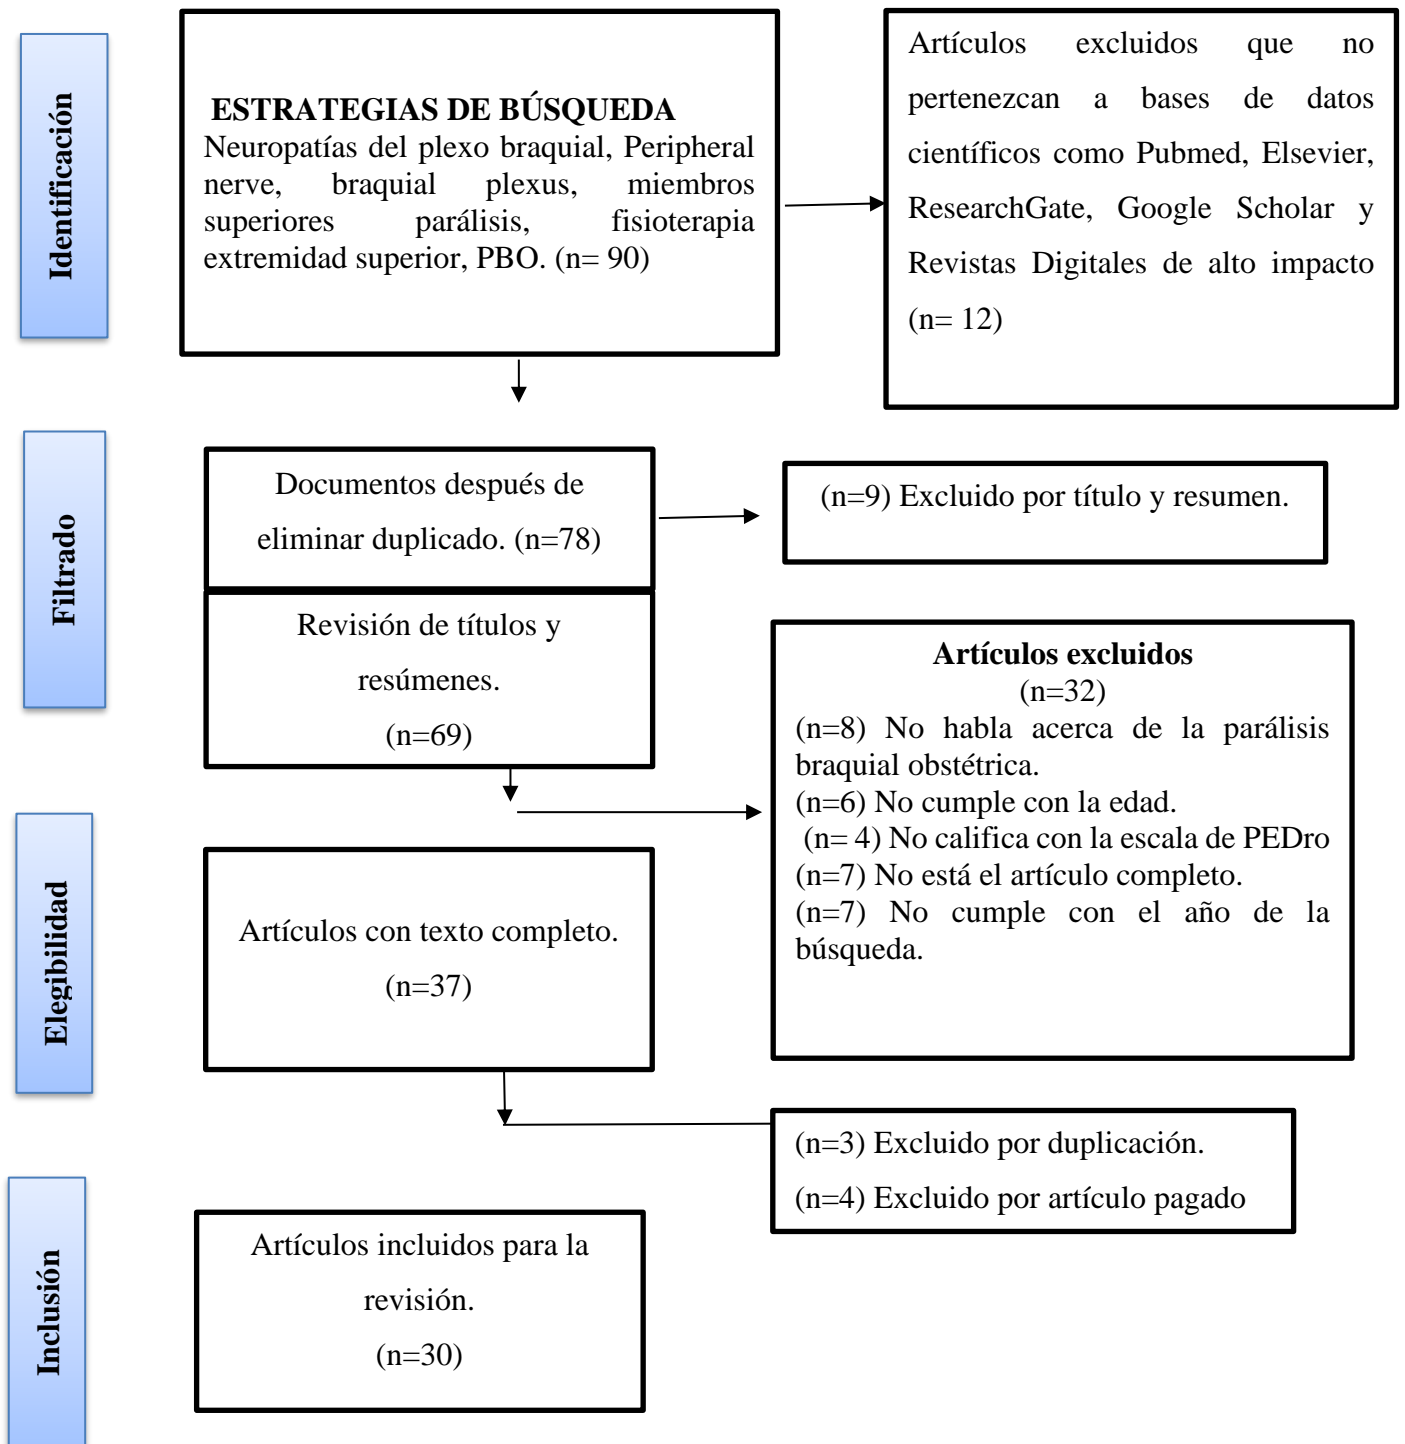 Identificación
ESTRATEGIAS DE BÚSQUEDA
Neuropatías del plexo braquial, Peripheral
nerve, braquial plexus, miembros
superiores parálisis, fisioterapia
extremidad superior, PBO. (n= 90)
Artículos excluidos que no
pertenezcan a bases de datos
científicos como Pubmed, Elsevier,
ResearchGate, Google Scholar y
Revistas Digitales de alto impacto
(n= 12)
Filtrado
Documentos después de
eliminar duplicado. (n=78)
(n=9) Excluido por título y resumen.
Revisión de títulos y
resúmenes.
(n=69)
Artículos excluidos
(n=32)
(n=8) No habla acerca de la parálisis
braquial obstétrica.
(n=6) No cumple con la edad.
(n= 4) No califica con la escala de PEDro
(n=7) No está el artículo completo.
(n=7) No cumple con el año de la
búsqueda.
Elegibilidad
Artículos con texto completo.
(n=37)
(n=3) Excluido por duplicación.
(n=4) Excluido por artículo pagado
Inclusión
Artículos incluidos para la
revisión.
(n=30)